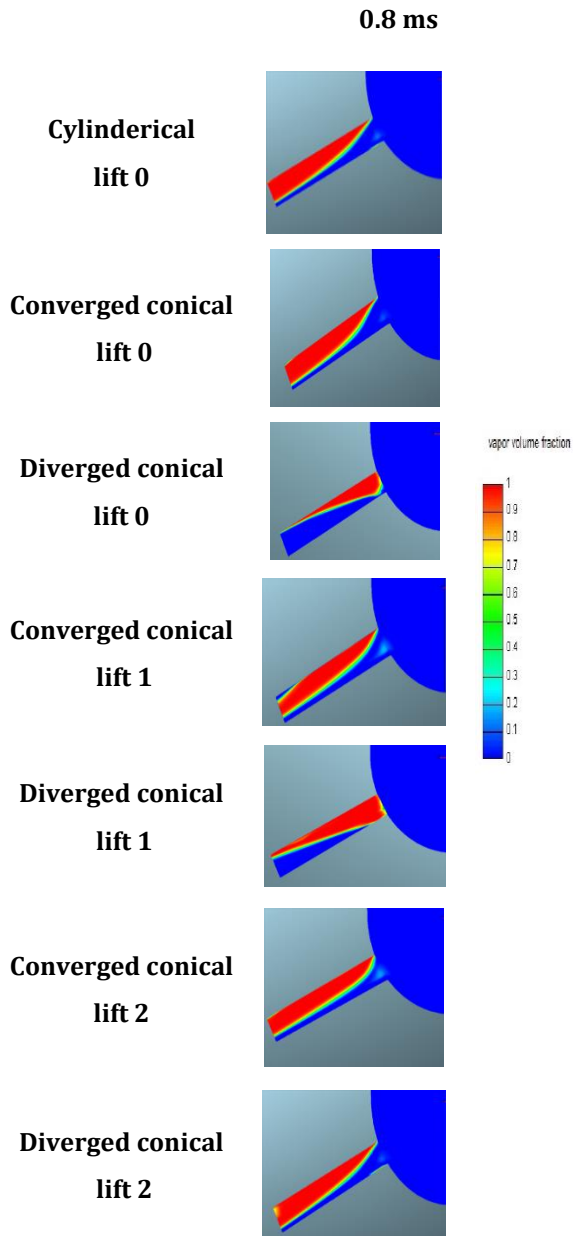 0.8 ms
Cylinderical
lift 0
Converged conical
lift 0
Diverged conical
lift 0
vapor volume fraction
1
0.9
0.8
0.7
0.6
0.5
0.4
0.3
0.2
0.1
0
Converged conical
lift 1
Diverged conical
lift 1
Converged conical
lift 2
Diverged conical
lift 2